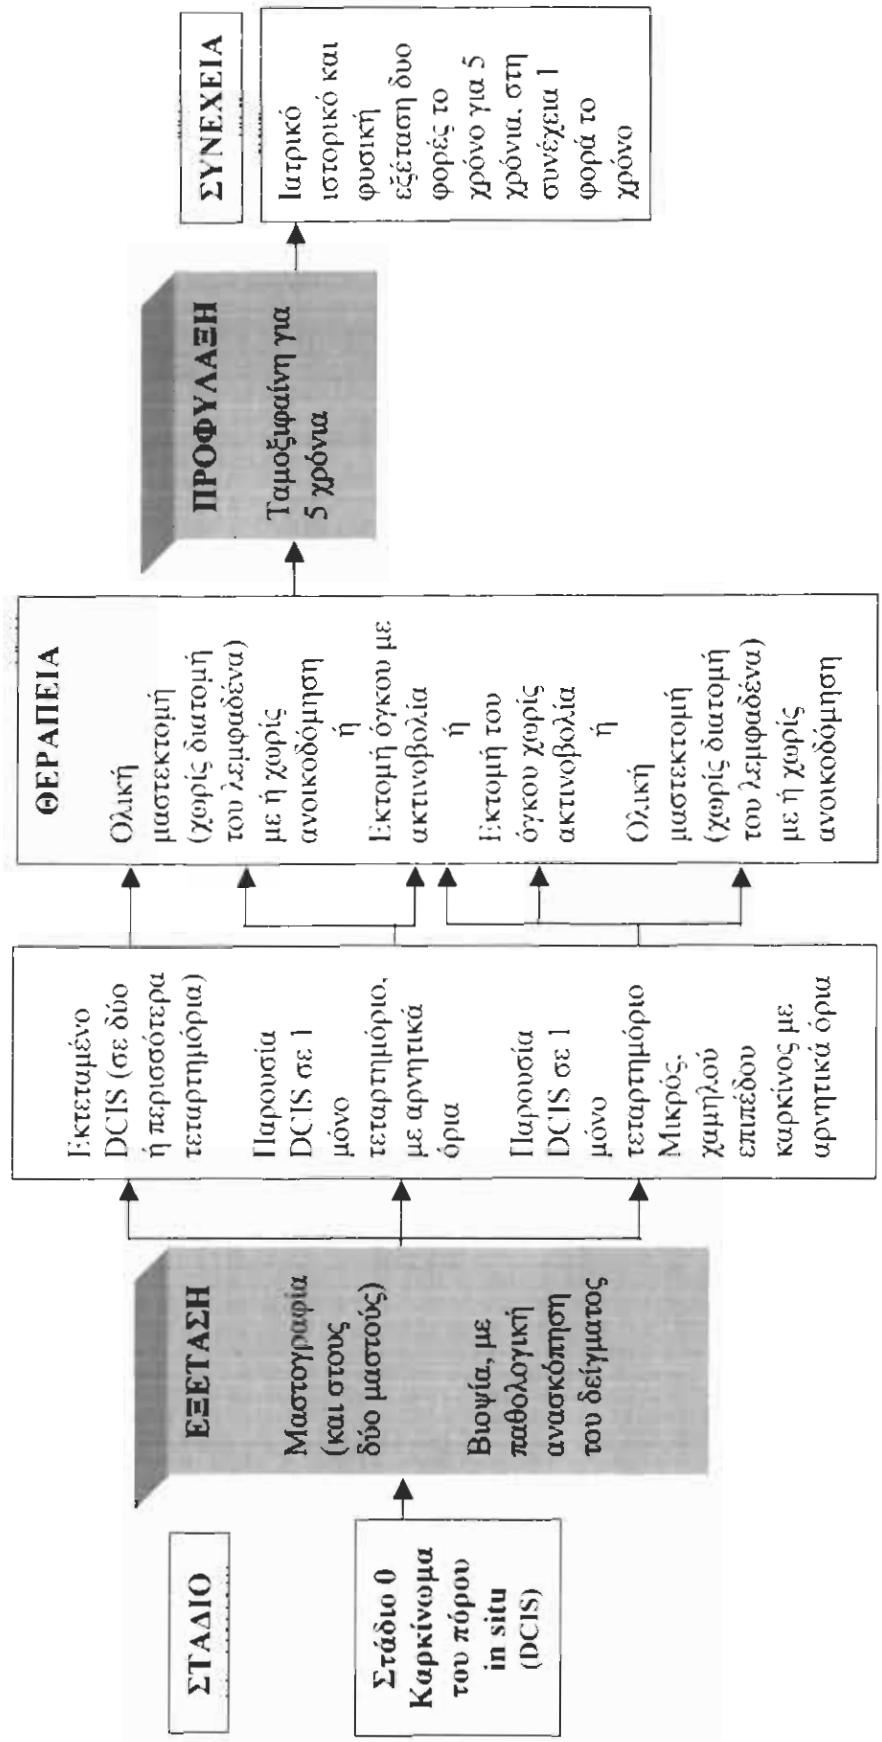 ΣΤΑΔΙΟ
Στάδιο 0
Καρκίνωμα
του πόρου
in situ
(DCIS)
ΕΞΕΤΑΣΗ
Μαστογραφία
(και στους
δύο μαστούς)
Βιοψία, με
παθολογική
ανασκόπηση
του δείγματος
Εκτεταμένο
DCIS (σε δύο
ή περισσότερα
τεταρτημόρια)
Παρουσία
DCIS σε 1
μόνο
τεταρτημόριο,
με αρνητικά
όρια
Παρουσία
DCIS σε 1
μόνο
τεταρτημόριο
Μικρός,
χαμηλού
επιπέδου
καρκίνος με
αρνητικά όρια
ΘΕΡΑΠΕΙΑ
Ολική
μαστεκτομή
(χωρίς διατομή
του λεμφαδένα)
με ή χωρίς
ανοικοδόμηση
ή
Εκτομή όγκου με
ακτινοβολία
ή
Εκτομή του
όγκου χωρίς
ακτινοβολία
ή
Ολική
μαστεκτομή
(χωρίς διατομή
του λεμφαδένα)
με ή χωρίς
ανοικοδόμηση
ΠΡΟΦΥΛΑΞΗ
Ταμοξιφαίνη για
5 χρόνια
ΣΥΝΕΧΕΙΑ
Ιατρικό
ιστορικό και
φυσική
εξέταση δυο
φορές το
χρόνο για 5
χρόνια, στη
συνέχεια 1
φορά το
χρόνο